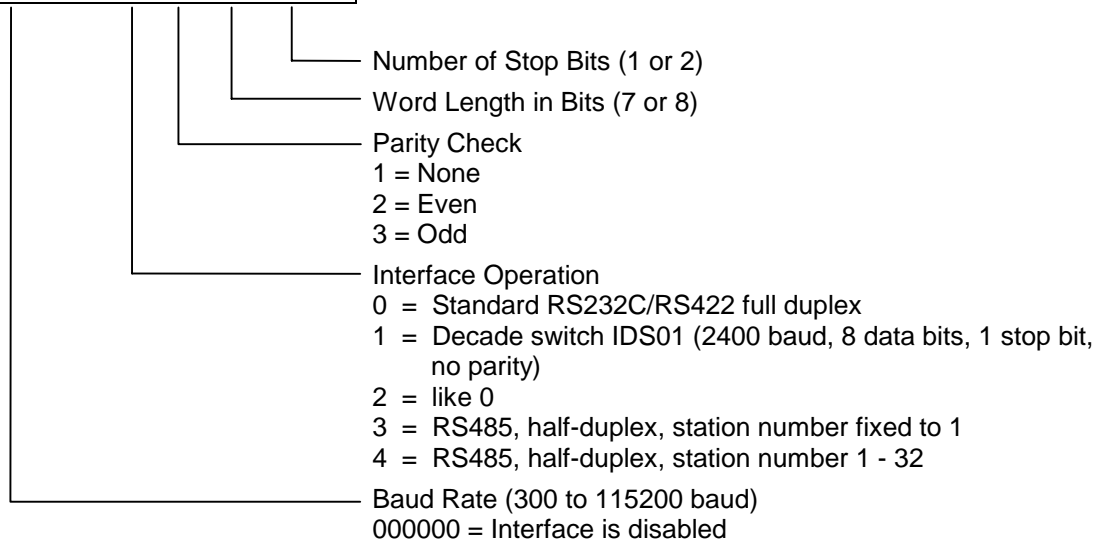 Number of Stop Bits (1 or 2)
Word Length in Bits (7 or 8)
Parity Check
1 = None
2 = Even
3 = Odd
Interface Operation
0 = Standard RS232C/RS422 full duplex
1 = Decade switch IDS01 (2400 baud, 8 data bits, 1 stop bit,
no parity)
2 = like 0
3 = RS485, half-duplex, station number fixed to 1
4 = RS485, half-duplex, station number 1 - 32
Baud Rate (300 to 115200 baud)
000000 = Interface is disabled